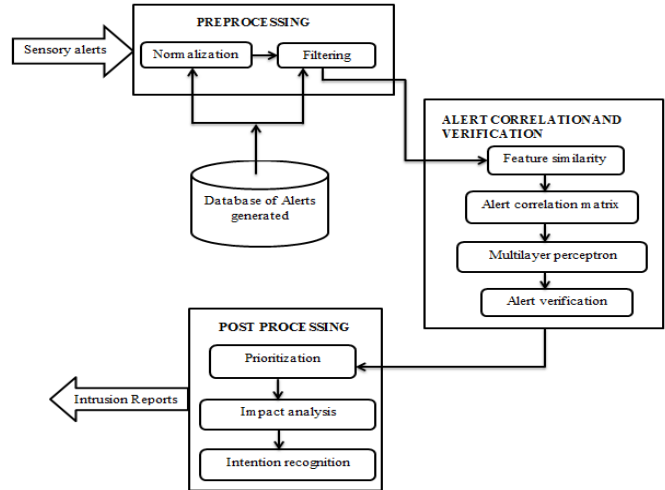 PREPROCESSING
Sensory alerts
Normalization
Filtering
Database of Alerts
generated
ALERT CORRELATION AND
VERIFICATION
Feature similarity
Alert correlation matrix
Multilayer perceptron
Alert verification
POST PROCESSING
Prioritization
Impact analysis
Intention recognition
Intrusion Reports